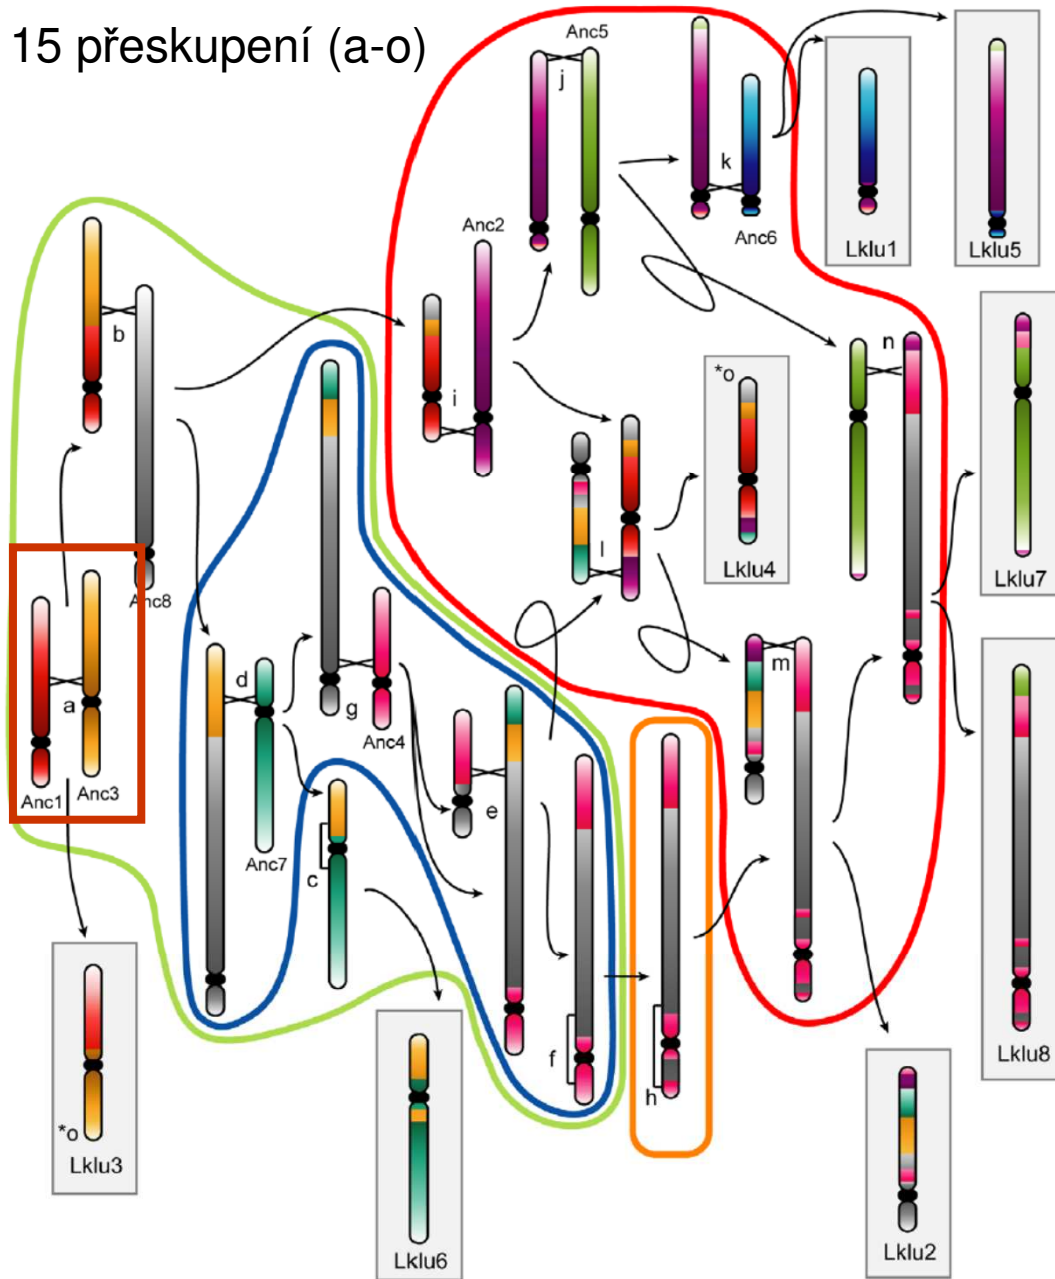 15 přeskupení (a-o)
Anc5
j
k
Anc6
Lklu1
Lklu5
Anc2
b
i
n
*o
Lklu4
Lklu7
l
Anc8
d
g
Anc4
m
a
Anc1
Anc3
e
Anc7
c
f
h
Lklu8
*o
Lklu3
Lklu6
Lklu2